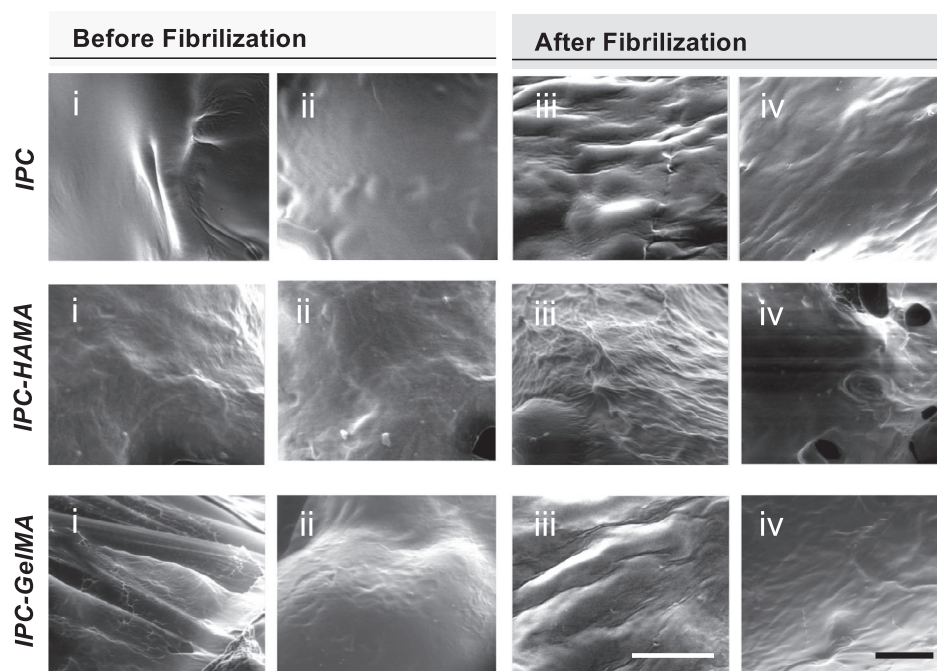 Before Fibrilization
After Fibrilization
IPC
i
ii
iii
iv
IPC-HAMA
i
ii
iii
iv
IPC-GelMA
i
ii
iii
iv